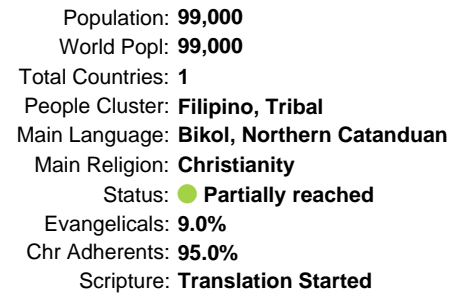 Population: 99,000
World Popl: 99,000
Total Countries: 1
People Cluster: Filipino, Tribal
Main Language: Bikol, Northern Catanduan
Main Religion: Christianity
Status: Partially reached
Evangelicals: 9.0%
Chr Adherents: 95.0%
Scripture: Translation Started